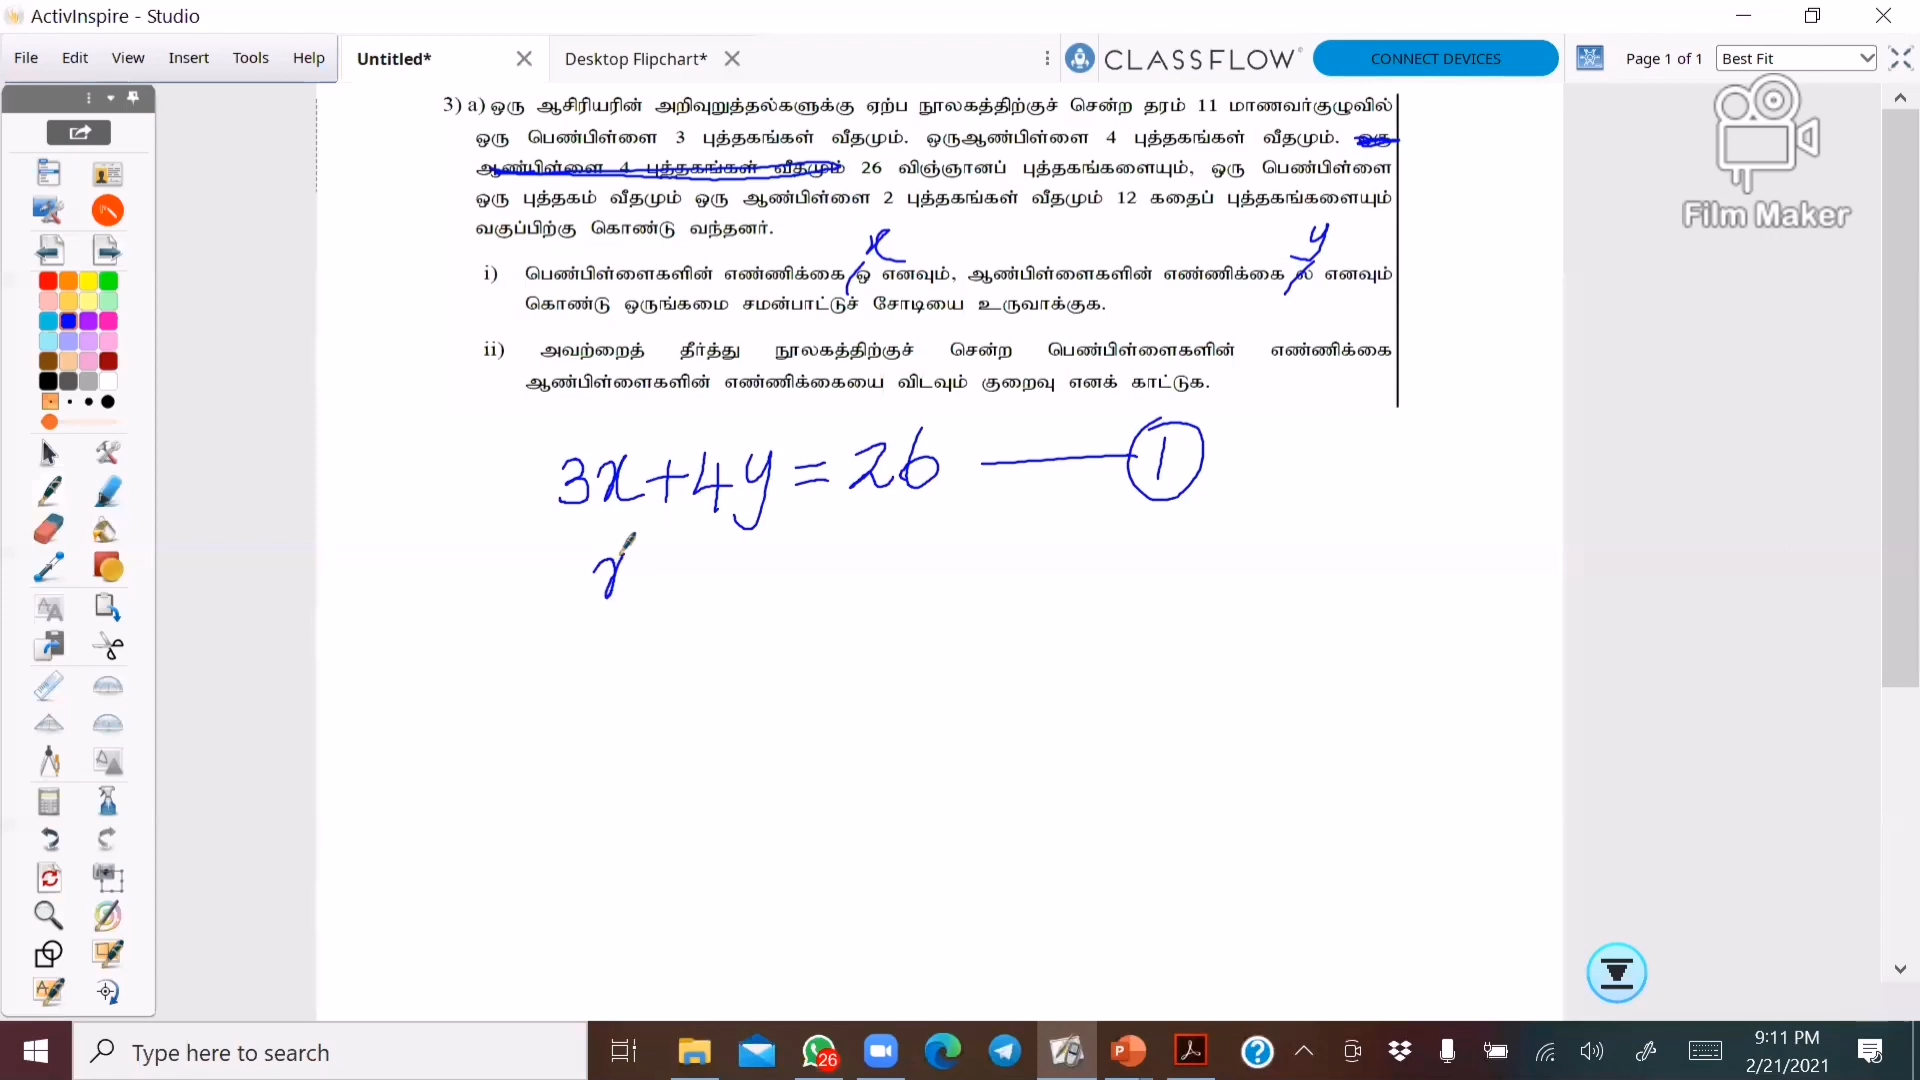 ActivInspire - Studio
File Edit View Insert Tools Help Untitled* Desktop Flipchart* CLASSFLOW CONNECT DEVICES Page 1 of 1 Best Fit
Film Maker
3) a) ஒரு ஆசிரியரின் அறிவுறுத்தல்களுக்கு ஏற்ப நூலகத்திற்குச் சென்ற தரம் 11 மாணவர்குழுவில்
ஒரு பெண்பிள்ளை 3 புத்தகங்கள் வீதமும். ஒருஆண்பிள்ளை 4 புத்தகங்கள் வீதமும். ஒரு
ஆண்பிள்ளை 4 புத்தகங்கள் வீதமும் 26 விஞ்ஞானப் புத்தகங்களையும், ஒரு பெண்பிள்ளை
ஒரு புத்தகம் வீதமும் ஒரு ஆண்பிள்ளை 2 புத்தகங்கள் வீதமும் 12 கதைப் புத்தகங்களையும்
வகுப்பிற்கு கொண்டு வந்தனர்.
x y
i) பெண்பிள்ளைகளின் எண்ணிக்கை ஒ எனவும், ஆண்பிள்ளைகளின் எண்ணிக்கை ல எனவும்
கொண்டு ஒருங்கமை சமன்பாட்டுச் சோடியை உருவாக்குக.
ii) அவற்றைத் தீர்த்து நூலகத்திற்குச் சென்ற பெண்பிள்ளைகளின் எண்ணிக்கை
ஆண்பிள்ளைகளின் எண்ணிக்கையை விடவும் குறைவு எனக் காட்டுக.
3x+4y=26 — 1
Type here to search
26
9:11 PM
2/21/2021